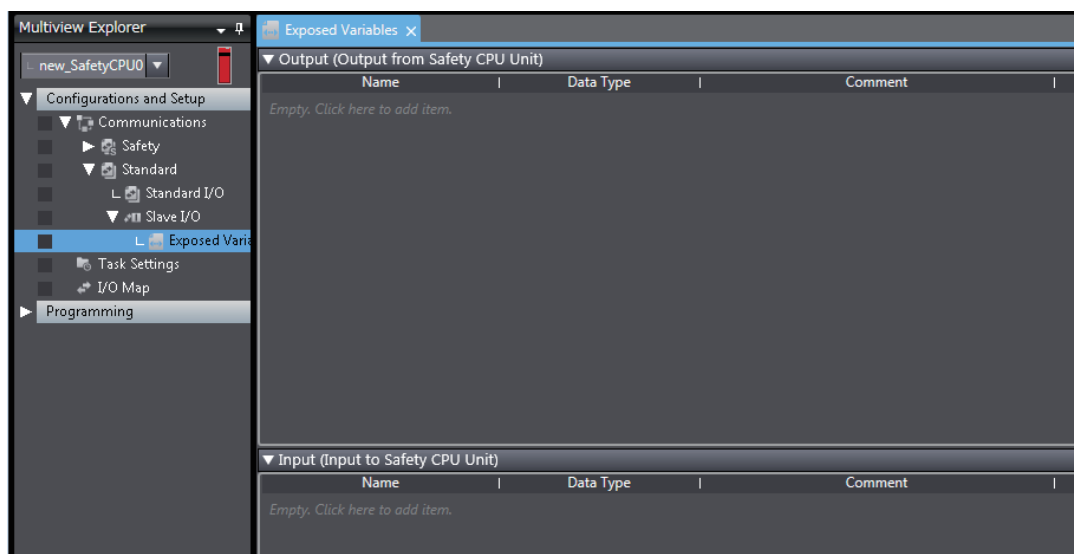 Multiview Explorer
new_SafetyCPU0
Configurations and Setup
Communications
Safety
Standard
Standard I/O
Slave I/O
Exposed Varia
Task Settings
I/O Map
Programming
Exposed Variables
Output (Output from Safety CPU Unit)
Name | Data Type | Comment |
Empty. Click here to add item.
Input (Input to Safety CPU Unit)
Name | Data Type | Comment |
Empty. Click here to add item.